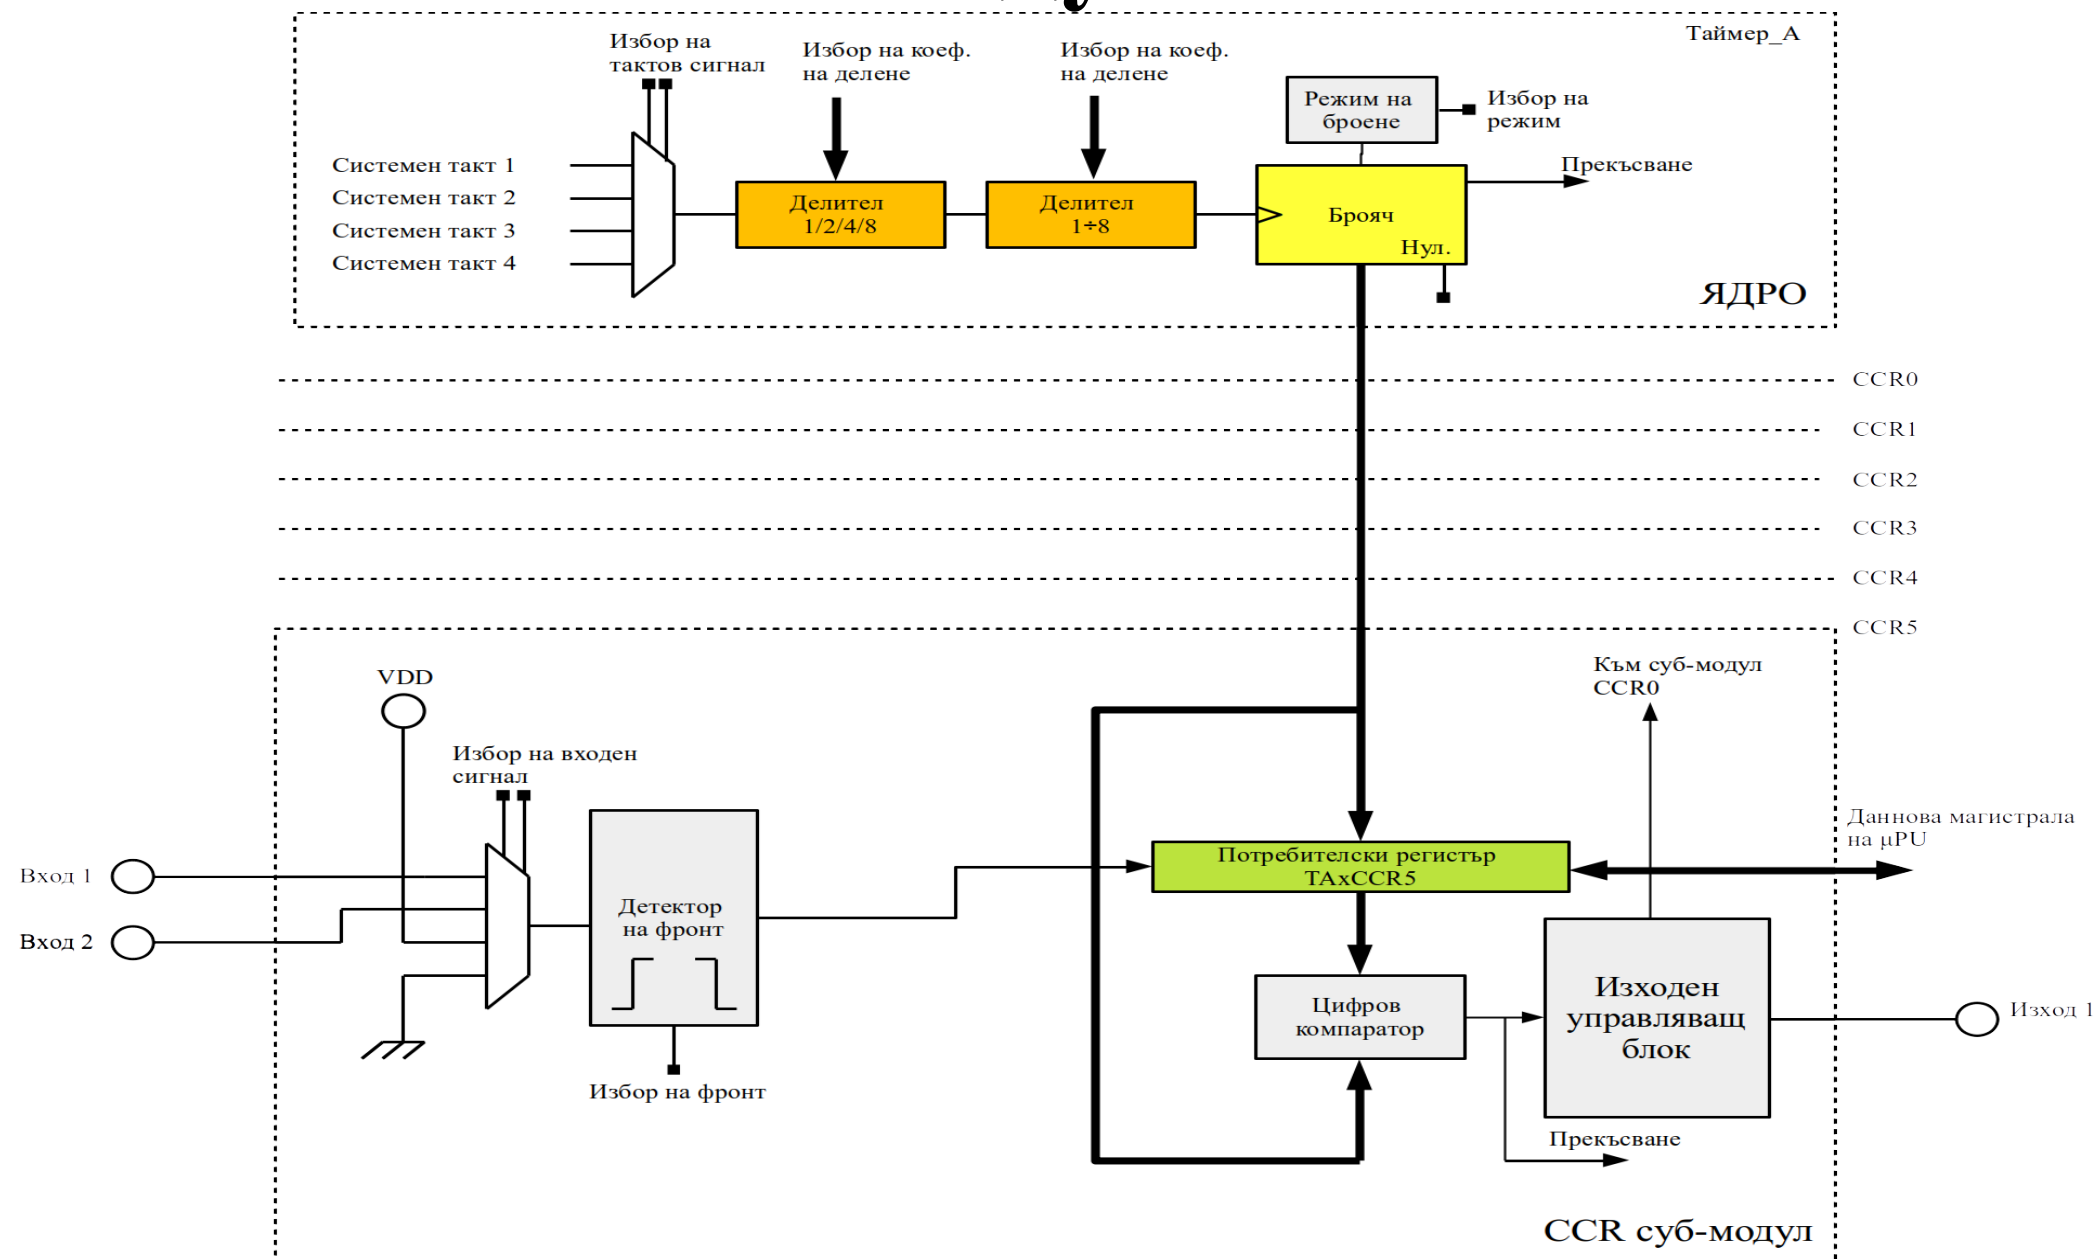 Таймер_А
Избор на
тактов сигнал
Избор на коеф.
на делене
Избор на коеф.
на делене
Режим на
броене
Избор на
режим
Системен такт 1
Системен такт 2
Системен такт 3
Системен такт 4
Делител
1/2/4/8
Делител
1÷8
Брояч
Нул.
Прекъсване
ЯДРО
CCR0
CCR1
CCR2
CCR3
CCR4
CCR5
VDD
Избор на входен
сигнал
Към суб-модул
CCR0
Вход 1
Вход 2
Детектор
на фронт
Избор на фронт
Потребителски регистър
TAxCCR5
Даннова магистрала
на µPU
Цифров
компаратор
Изходен
управляващ
блок
Изход 1
Прекъсване
CCR суб-модул